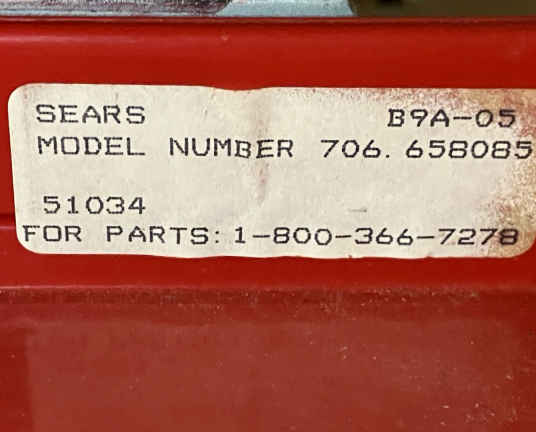 SEARS B9A-05
MODEL NUMBER 706.658085
51034
FOR PARTS: 1-800-366-7278